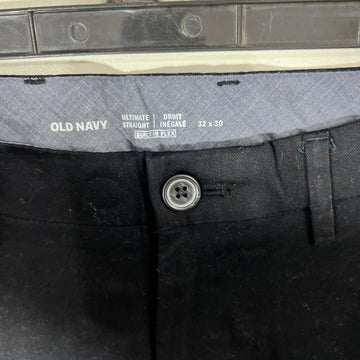 OLD NAVY
ULTIMATE
STRAIGHT
BUILT-IN FLEX
DROIT
INÉGALÉ
32 x 30